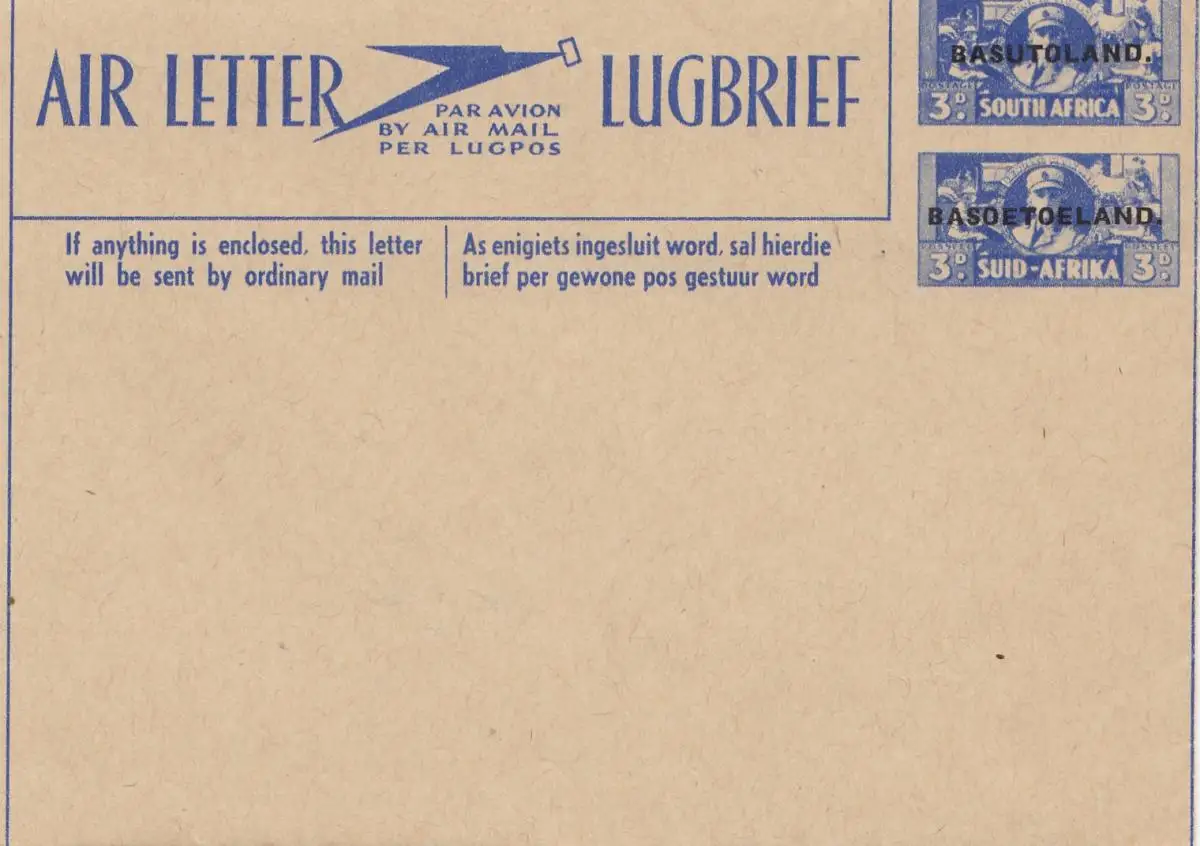 AIR LETTER
PAR AVION
BY AIR MAIL
PER LUGPOS
LUGBRIEF
BASUTOLAND.
POSTAGE
POSTAGE
3D.
SOUTH AFRICA
3D.
BASOETOELAND.
3D.
SUID-AFRIKA
3D.
If anything is enclosed, this letter
will be sent by ordinary mail
As enigiets ingesluit word, sal hierdie
brief per gewone pos gestuur word